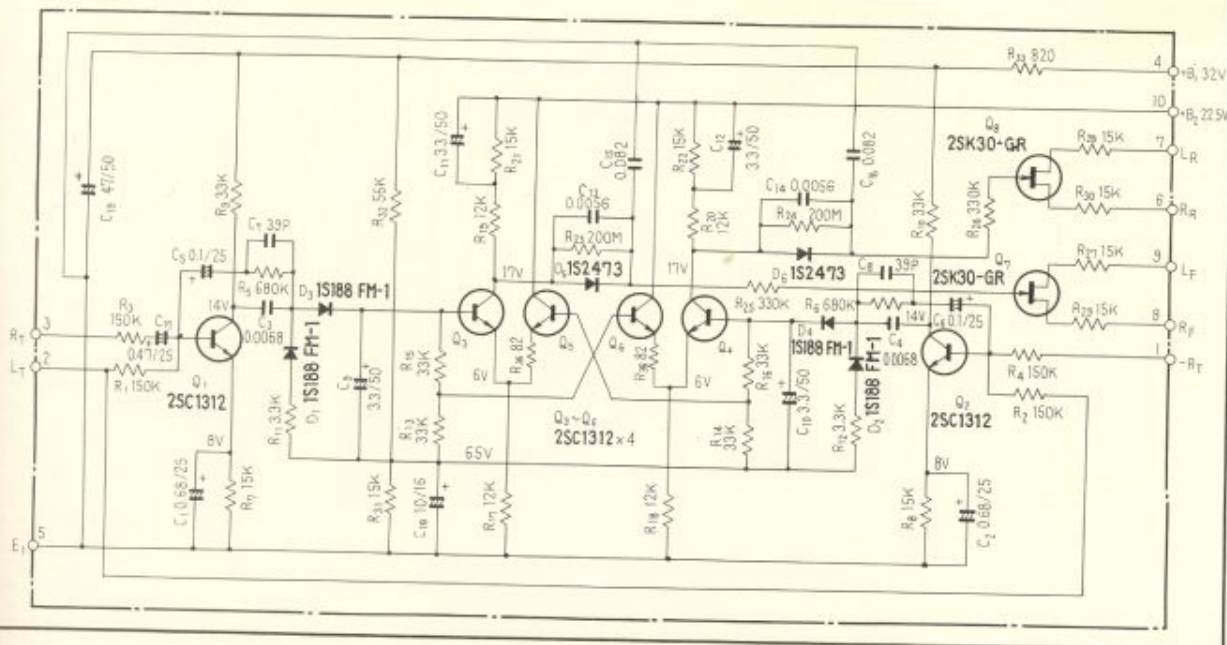 R33 820
4
+B1 32V
10
+B2 22.5V
Q8
2SK30-GR
R28 15K
7
LR
R30 15K
6
RR
R26 330K
R27 15K
9
LF
Q7
2SK30-GR
R29 15K
8
RF
C19 47/50
R9 33K
R32 56K
C11 3.3/50
R21 15K
C15
0.082
R22 15K
C12
3.3/50
C16 0.082
R19 12K
C13
0.0056
R23 200M
D5 1S2473
R20
12K
C14 0.0056
R24 200M
1S2473
D6
R10 33K
C7 39P
C5 0.1/25
R5 680K
D3 1S188 FM-1
C3
0.0068
14V
17V
17V
C8
39P
R25 330K
R6 680K
C6 0.1/25
14V
C4
0.0068
D4
1S188 FM-1
R3
150K
C17
0.47/25
RT
3
LT
2
R1 150K
Q1
2SC1312
Q3
Q5
Q6
Q4
R15
33K
R16 33K
6V
6V
1
-RT
R4 150K
R2 150K
Q2
2SC1312
D1 1S188 FM-1
R11 3.3K
C9
3.3/50
R13
33K
Q3~Q6
2SC1312×4
R14
33K
C10 3.3/50
R12 3.3K
D2 1S188 FM-1
8V
C1 0.68/25
R7 15K
R31 15K
6.5V
C18 10/16
R17 12K
R18 12K
8V
R8 15K
C2 0.68/25
E1
5